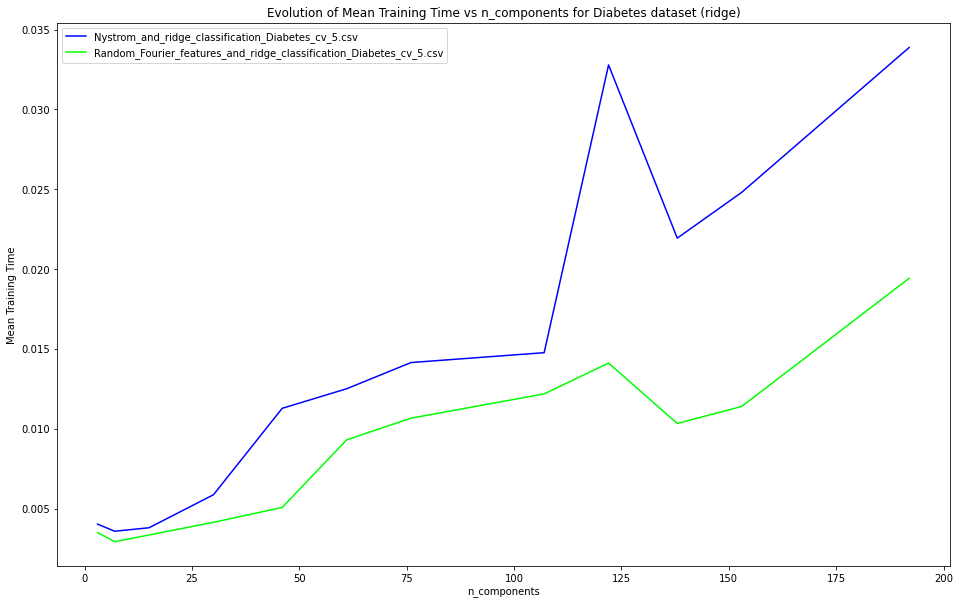 Evolution of Mean Training Time vs n_components for Diabetes dataset (ridge)
Nystrom_and_ridge_classification_Diabetes_cv_5.csv
Random_Fourier_features_and_ridge_classification_Diabetes_cv_5.csv
Mean Training Time
0.035
0.030
0.025
0.020
0.015
0.010
0.005
0 25 50 75 100 125 150 175 200
n_components